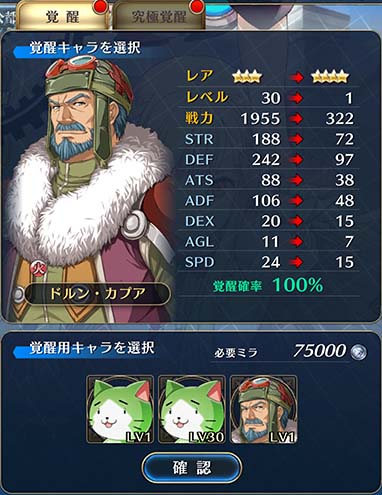 覚醒
究極覚醒
覚醒キャラを選択
レア
レベル 30 1
戦力 1955 322
STR 188 72
DEF 242 97
ATS 88 38
ADF 106 48
DEX 20 15
AGL 11 7
SPD 24 15
火
ドルン・カプア
覚醒確率 100%
覚醒用キャラを選択
必要ミラ 75000
LV1 LV30 LV1
確認